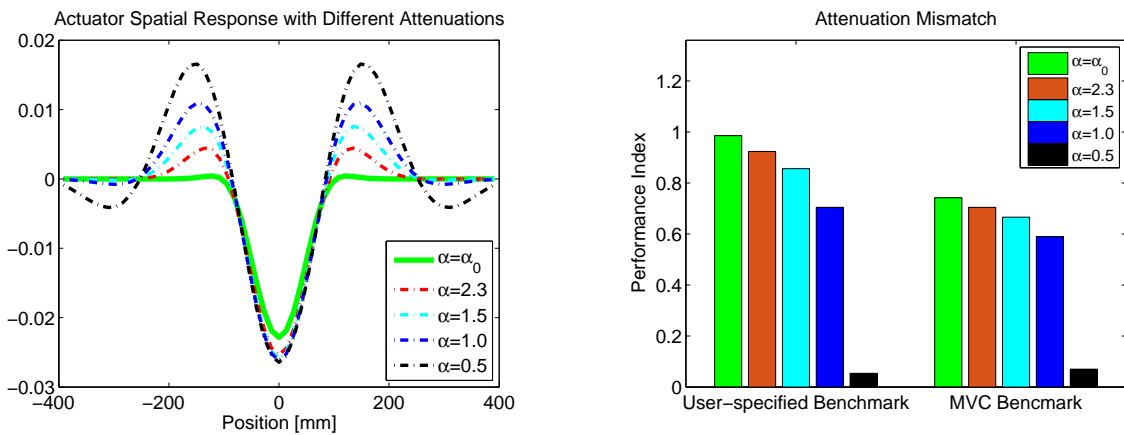 Actuator Spatial Response with Different Attenuations
0.02
0.01
0
−0.01
−0.02
−0.03
−400
−200
0
200
400
Position [mm]
α=α0
α=2.3
α=1.5
α=1.0
α=0.5
Attenuation Mismatch
Performance Index
1.2
1
0.8
0.6
0.4
0.2
0
User−specified Benchmark
MVC Bencmark
α=α0
α=2.3
α=1.5
α=1.0
α=0.5